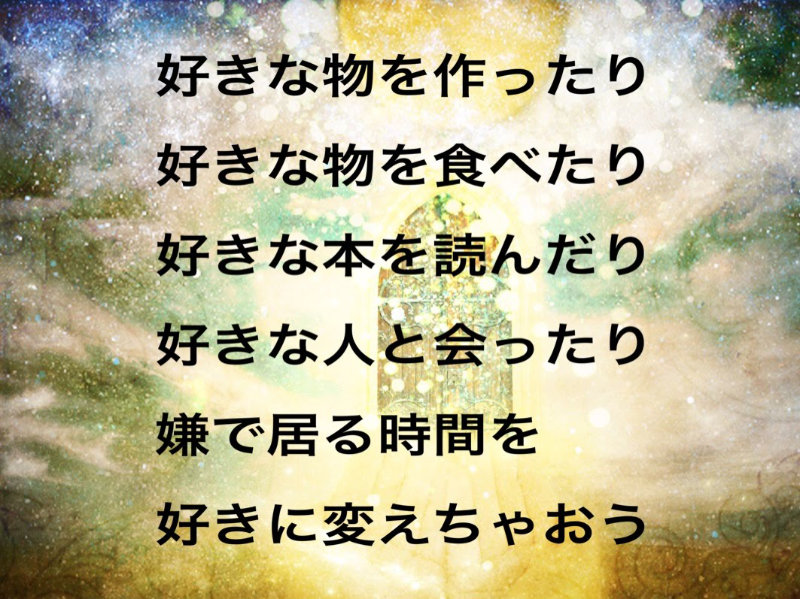 好きな物を作ったり
好きな物を食べたり
好きな本を読んだり
好きな人と会ったり
嫌で居る時間を
好きに変えちゃおう